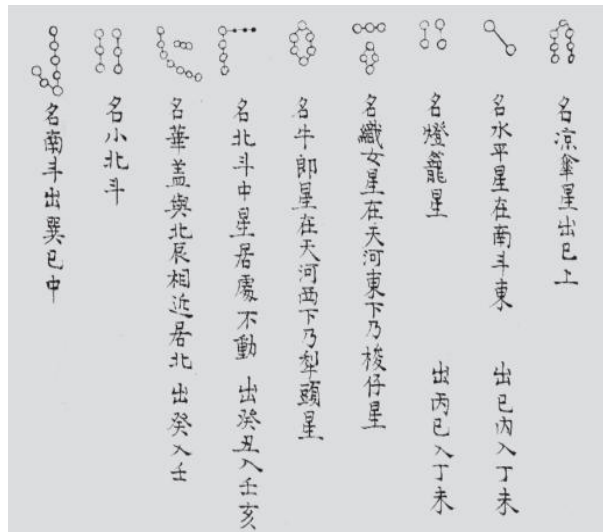 名凉傘星出巳上
名水平星在南斗東 出巳丙入丁未
名燈籠星 出丙巳入丁未
名織女星在天河東下乃梭仔星
名牛郎星在天河西下乃犁頭星
名北斗中星居處不動 出癸丑入壬亥
名華蓋與北辰相近居北 出癸入壬
名小北斗
名南斗出巽巳中